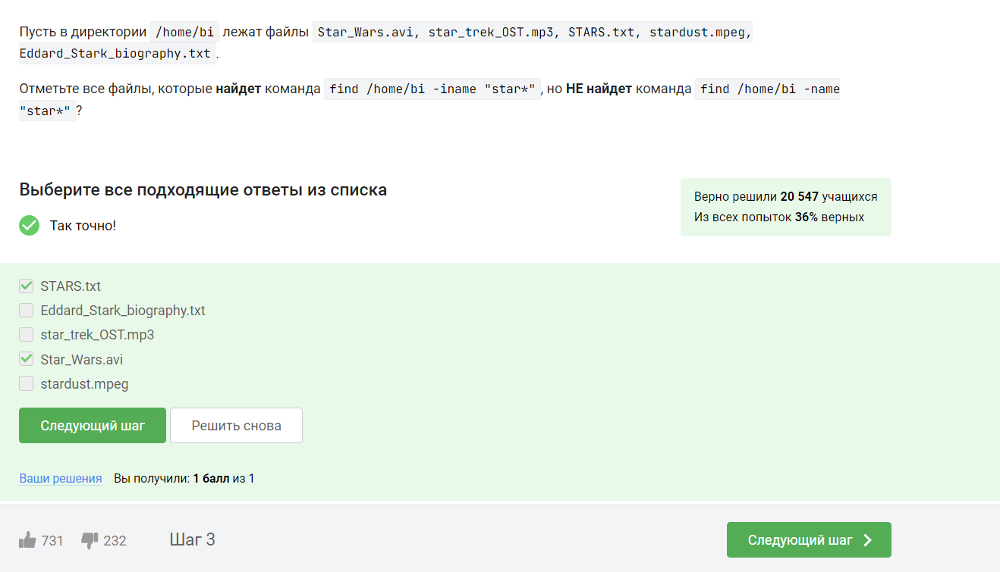 Пусть в директории /home/bi лежат файлы Star_Wars.avi, star_trek_OST.mp3, STARS.txt, stardust.mpeg,
Eddard_Stark_biography.txt.
Отметьте все файлы, которые найдет команда find /home/bi -iname "star*", но НЕ найдет команда find /home/bi -name
"star*"?
Выберите все подходящие ответы из списка
Так точно!
Верно решили 20 547 учащихся
Из всех попыток 36% верных
STARS.txt
Eddard_Stark_biography.txt
star_trek_OST.mp3
Star_Wars.avi
stardust.mpeg
Следующий шаг Решить снова
Ваши решения Вы получили: 1 балл из 1
731 232 Шаг 3 Следующий шаг